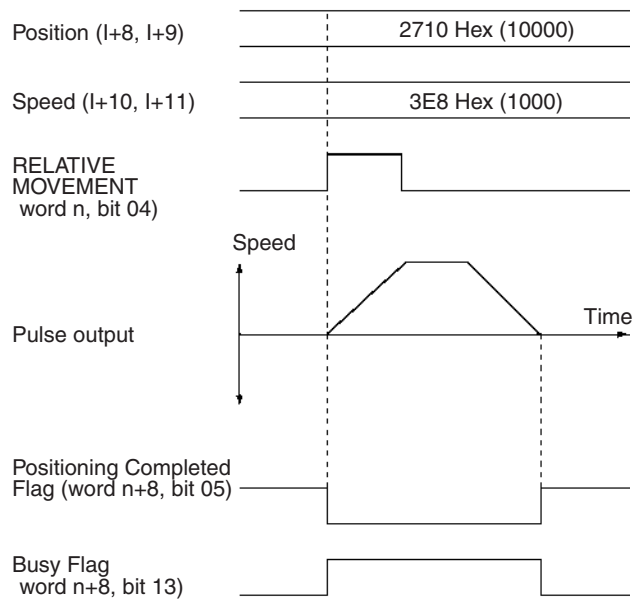 Position (I+8, I+9)
2710 Hex (10000)
Speed (I+10, I+11)
3E8 Hex (1000)
RELATIVE
MOVEMENT
word n, bit 04)
Speed
Time
Pulse output
Positioning Completed
Flag (word n+8, bit 05)
Busy Flag
word n+8, bit 13)